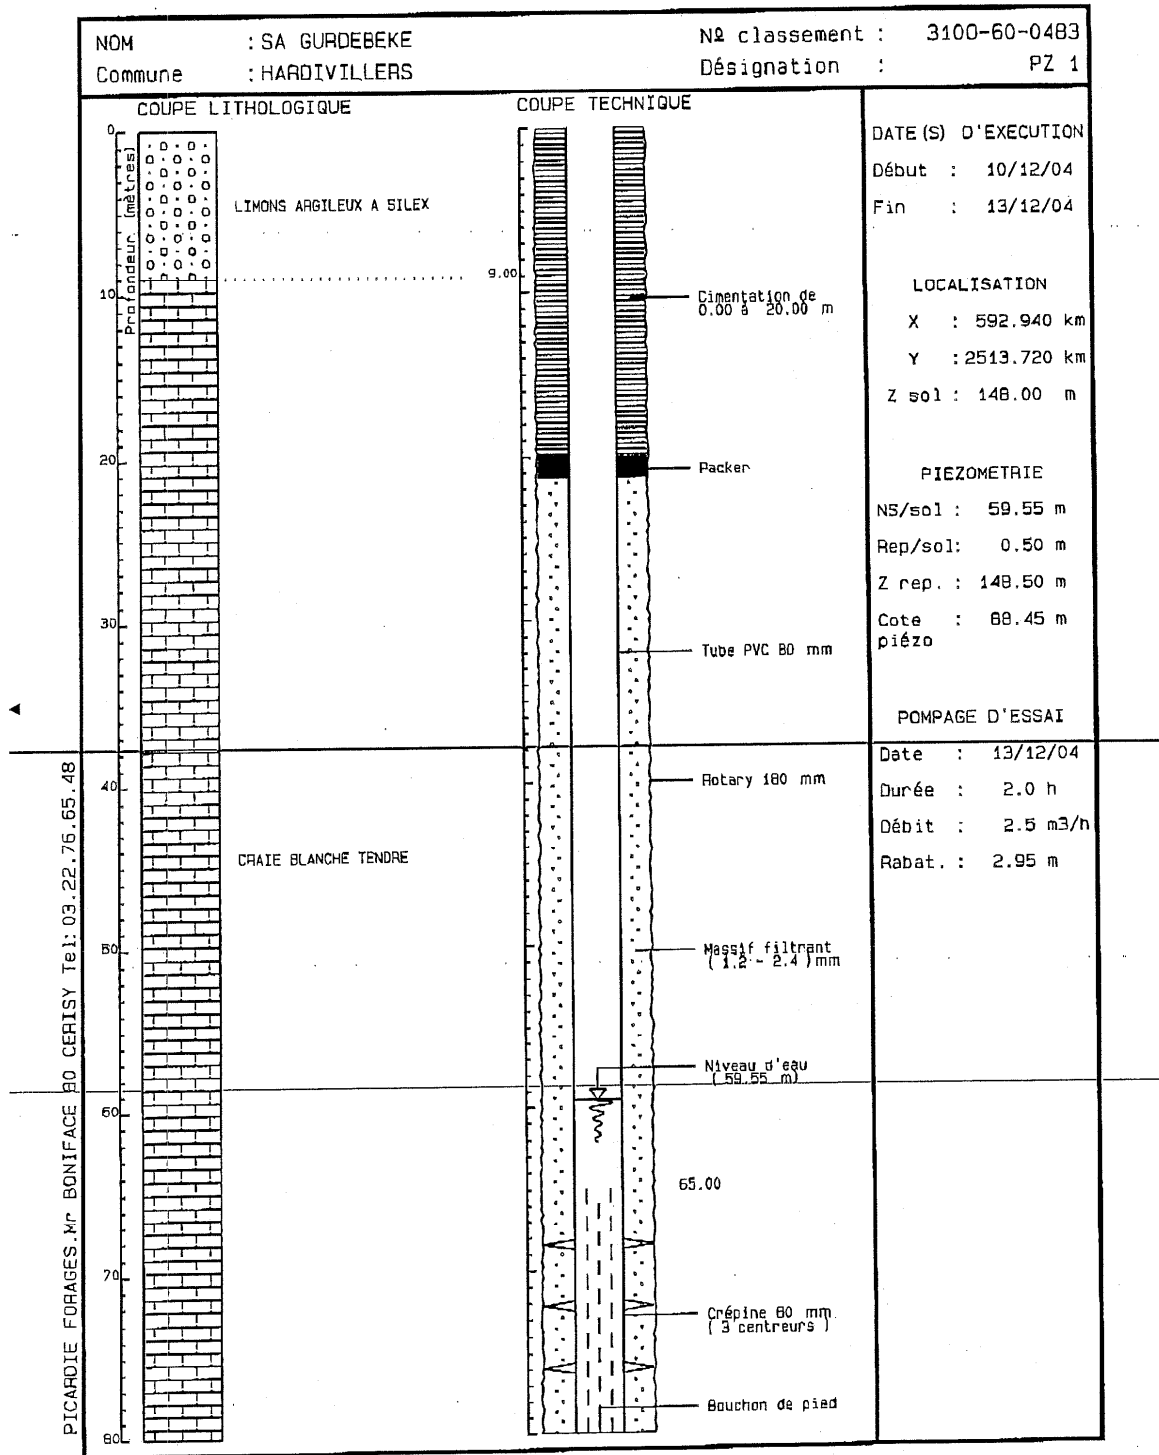 NOM : SA GURDEBEKE
Commune : HARDIVILLERS
Nº classement : 3100-60-0483
Désignation : PZ 1
COUPE LITHOLOGIQUE
COUPE TECHNIQUE
Profondeur (mètres)
0
10
20
30
40
50
60
70
80
LIMONS ARGILEUX A SILEX
9.00
CRAIE BLANCHE TENDRE
Cimentation de
0.00 à 20.00 m
Packer
Tube PVC 80 mm
Rotary 180 mm
Massif filtrant
( 1.2 - 2.4 ) mm
Niveau d'eau
( 59.55 m)
65.00
Crépine 80 mm
( 3 centreurs )
Bouchon de pied
DATE(S) D'EXECUTION
Début : 10/12/04
Fin : 13/12/04
LOCALISATION
X : 592.940 km
Y : 2513.720 km
Z sol : 148.00 m
PIEZOMETRIE
NS/sol : 59.55 m
Rep/sol: 0.50 m
Z rep. : 148.50 m
Cote : 88.45 m
piézo
POMPAGE D'ESSAI
Date : 13/12/04
Durée : 2.0 h
Débit : 2.5 m3/h
Rabat. : 2.95 m
PICARDIE FORAGES.Mr BONIFACE 80 CERISY Tel: 03.22.76.65.48